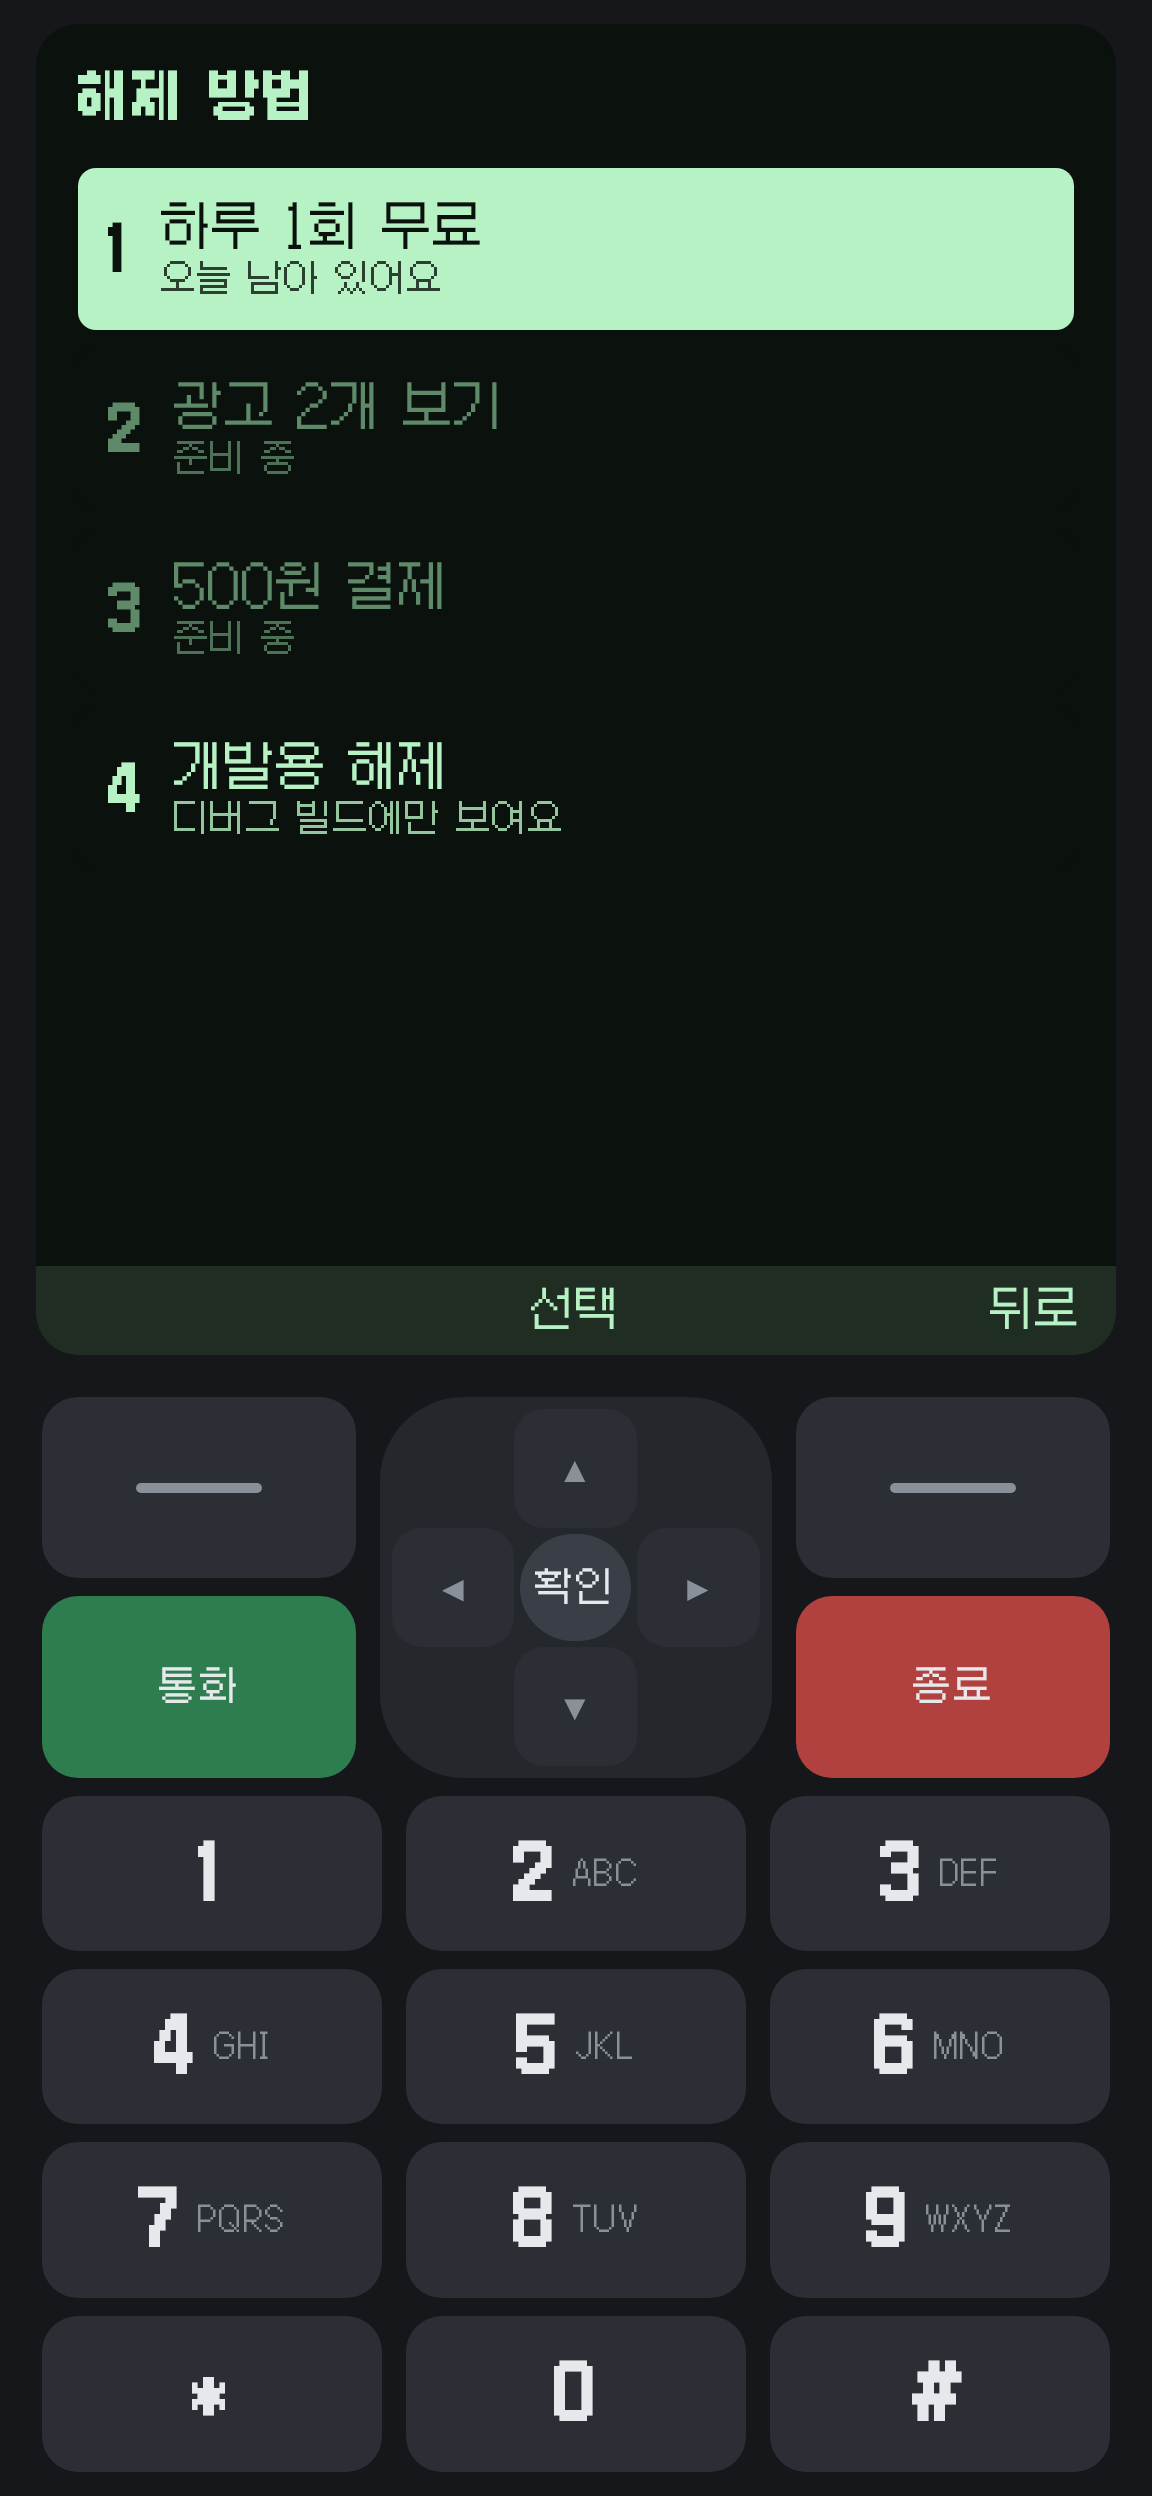 해제 방법
1 하루 1회 무료
오늘 남아 있어요
2 광고 2개 보기
준비 중
3 500원 결제
준비 중
4 개발용 해제
디버그 빌드에만 보여요
선택 뒤로
▲
◀ 확인 ▶
통화 종료
▼
1 2 ABC 3 DEF
4 GHI 5 JKL 6 MNO
7 PQRS 8 TUV 9 WXYZ
* 0 #